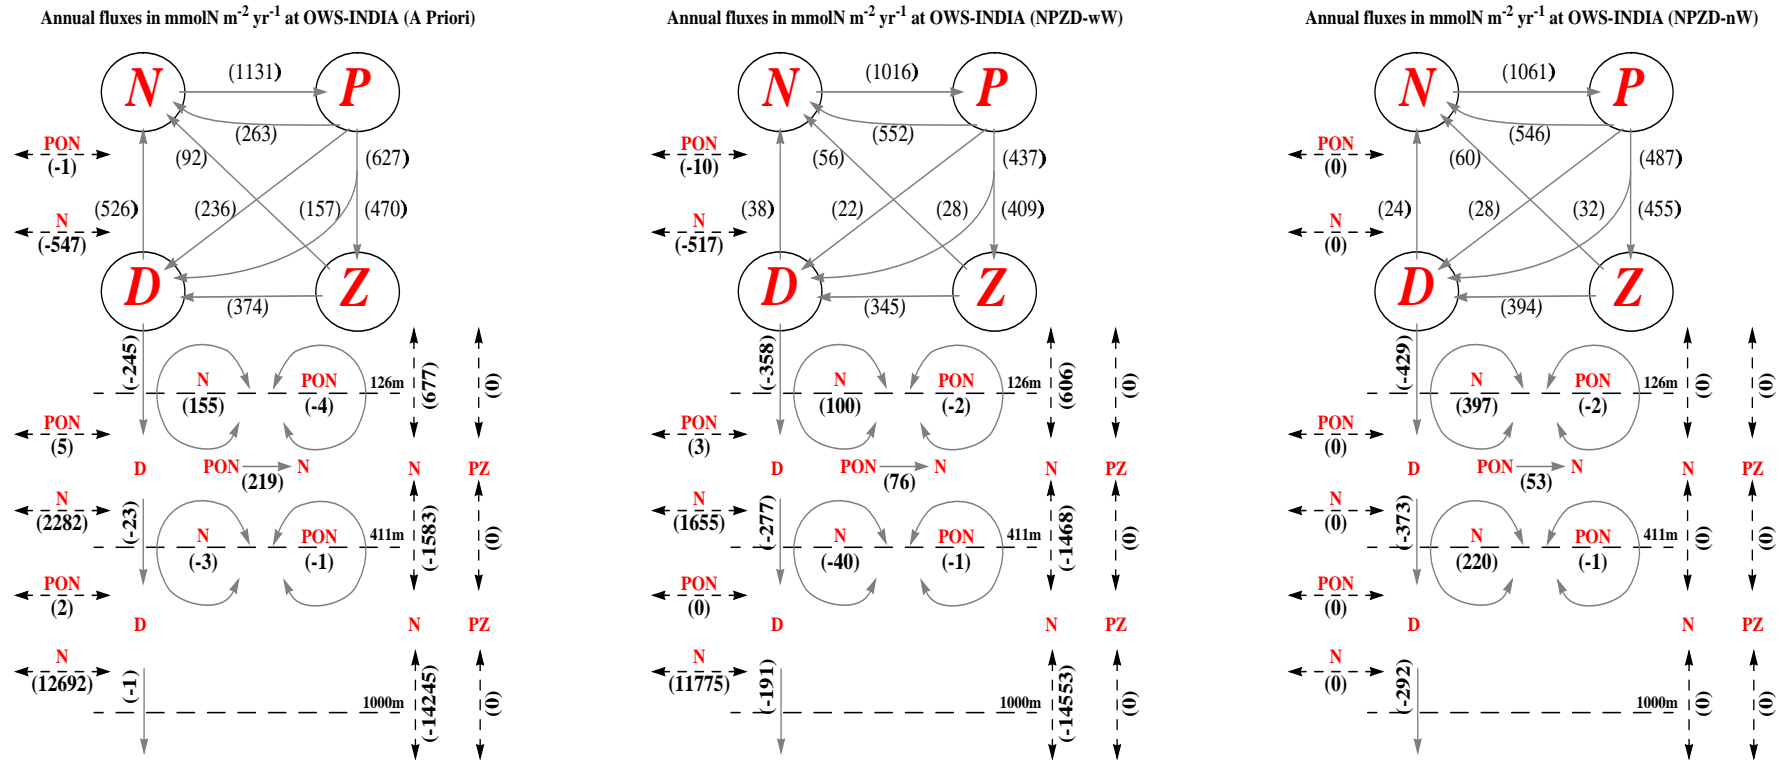 Annual fluxes in mmolN m-2 yr-1 at OWS-INDIA (A Priori)
N
(1131)
P
(263)
PON
(-1)
(92)
(627)
N
(-547)
(526)
(236)
(157)
(470)
D
(374)
Z
(-245)
N
(155)
PON
(-4)
126m
(677)
(0)
PON
(5)
D
PON
N
(219)
N
PZ
N
(2282)
(-23)
N
(-3)
PON
(-1)
411m
(-1583)
(0)
PON
(2)
D
N
PZ
N
(12692)
(-1)
1000m
(-14245)
(0)
Annual fluxes in mmolN m-2 yr-1 at OWS-INDIA (NPZD-wW)
N
(1016)
P
(552)
PON
(-10)
(56)
(437)
N
(-517)
(38)
(22)
(28)
(409)
D
(345)
Z
(-358)
N
(100)
PON
(-2)
126m
(606)
(0)
PON
(3)
D
PON
N
(76)
N
PZ
N
(1655)
(-277)
N
(-40)
PON
(-1)
411m
(-1468)
(0)
PON
(0)
D
N
PZ
N
(11775)
(-191)
1000m
(-14553)
(0)
Annual fluxes in mmolN m-2 yr-1 at OWS-INDIA (NPZD-nW)
N
(1061)
P
(546)
PON
(0)
(60)
(487)
N
(0)
(24)
(28)
(32)
(455)
D
(394)
Z
(-429)
N
(397)
PON
(-2)
126m
(0)
(0)
PON
(0)
D
PON
N
(53)
N
PZ
N
(0)
(-373)
N
(220)
PON
(-1)
411m
(0)
(0)
PON
(0)
D
N
PZ
N
(0)
(-292)
1000m
(0)
(0)